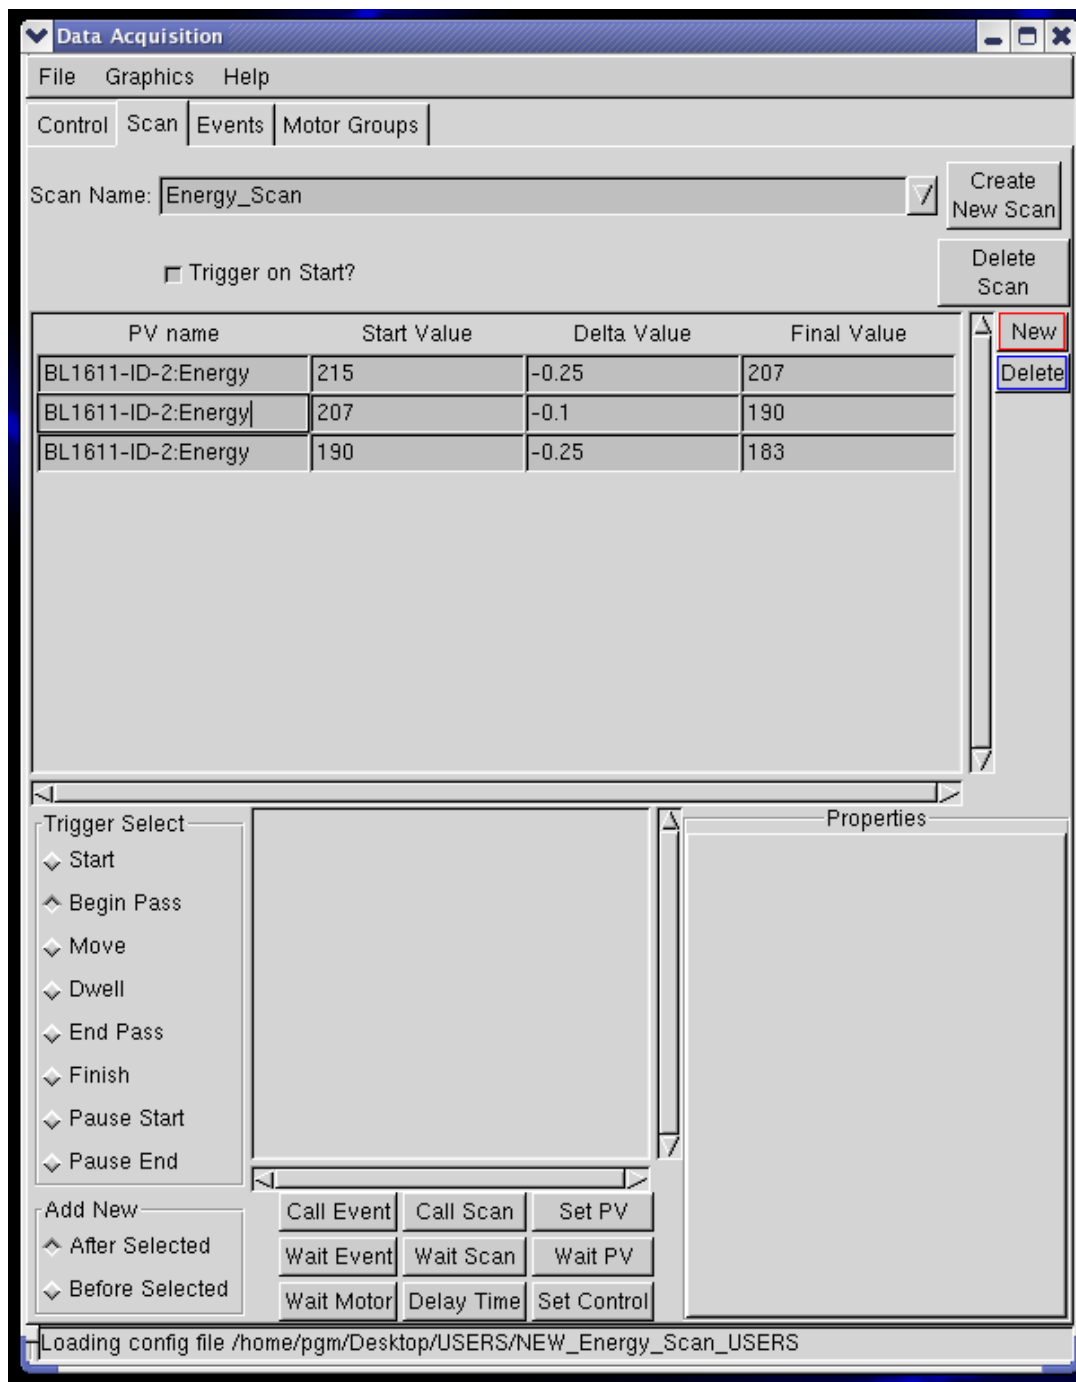 Data Acquisition
File Graphics Help
Control Scan Events Motor Groups
Scan Name: Energy_Scan
Create
New Scan
Trigger on Start?
Delete
Scan
PV name Start Value Delta Value Final Value
New
BL1611-ID-2:Energy 215 -0.25 207
Delete
BL1611-ID-2:Energy 207 -0.1 190
BL1611-ID-2:Energy 190 -0.25 183
Trigger Select
Start
Begin Pass
Move
Dwell
End Pass
Finish
Pause Start
Pause End
Properties
Add New
After Selected
Before Selected
Call Event Call Scan Set PV
Wait Event Wait Scan Wait PV
Wait Motor Delay Time Set Control
Loading config file /home/pgm/Desktop/USERS/NEW_Energy_Scan_USERS